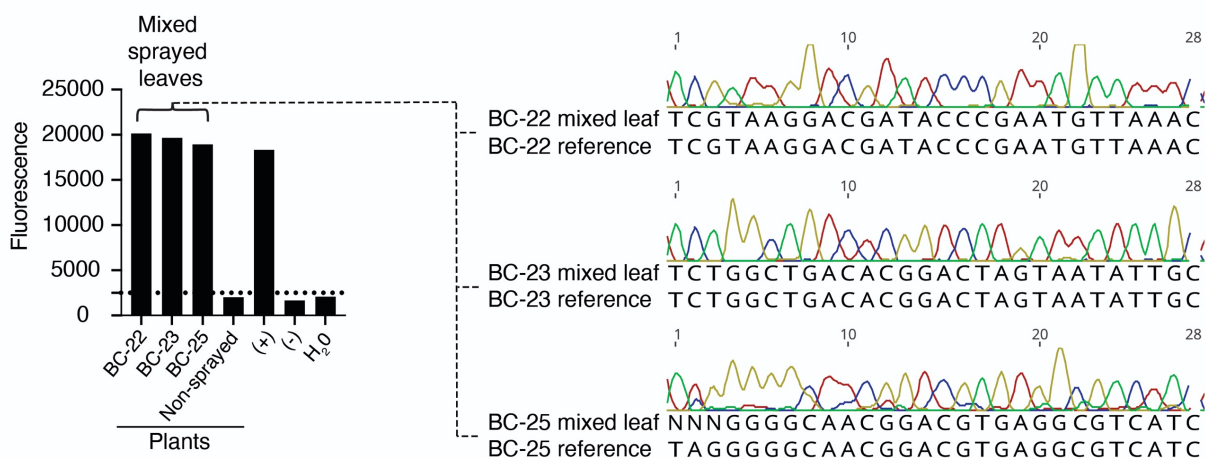 Mixed
sprayed
leaves
25000
20000
15000
10000
5000
0
Fluorescence
BC-22
BC-23
BC-25
Non-sprayed
(+)
(-)
H₂0
Plants
1 10 20 28
BC-22 mixed leaf TCGTAAGGACGATACCCGAATGTTAAAC
BC-22 reference TCGTAAGGACGATACCCGAATGTTAAAC
1 10 20 28
BC-23 mixed leaf TCTGGCTGACACGGACTAGTAATATTGC
BC-23 reference TCTGGCTGACACGGACTAGTAATATTGC
1 10 20 28
BC-25 mixed leaf NNNGGGGCAACGGACGTGAGGCGTCATC
BC-25 reference TAGGGGGCAACGGACGTGAGGCGTCATC